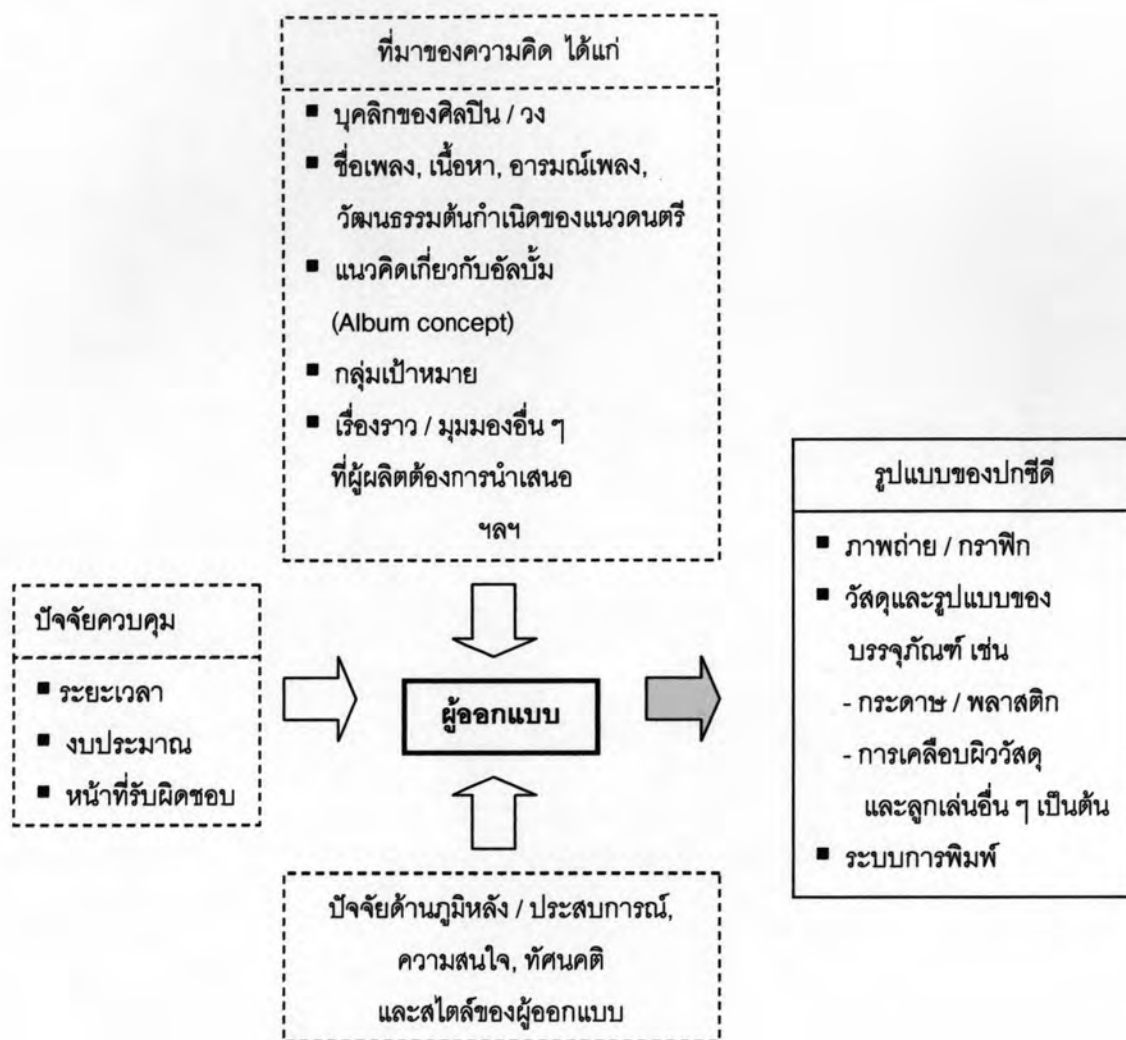 ที่มาของความคิด ได้แก่
▪ บุคลิกของศิลปิน / วง
▪ ชื่อเพลง, เนื้อหา, อารมณ์เพลง,
วัฒนธรรมต้นกำเนิดของแนวดนตรี
▪ แนวคิดเกี่ยวกับอัลบั้ม
(Album concept)
▪ กลุ่มเป้าหมาย
▪ เรื่องราว / มุมมองอื่น ๆ
ที่ผู้ผลิตต้องการนำเสนอ
ฯลฯ
ปัจจัยควบคุม
▪ ระยะเวลา
▪ งบประมาณ
▪ หน้าที่รับผิดชอบ
ผู้ออกแบบ
ปัจจัยด้านภูมิหลัง / ประสบการณ์,
ความสนใจ, ทัศนคติ
และสไตล์ของผู้ออกแบบ
รูปแบบของปกซีดี
▪ ภาพถ่าย / กราฟิก
▪ วัสดุและรูปแบบของ
บรรจุภัณฑ์ เช่น
- กระดาษ / พลาสติก
- การเคลือบผิววัสดุ
และลูกเล่นอื่น ๆ เป็นต้น
▪ ระบบการพิมพ์